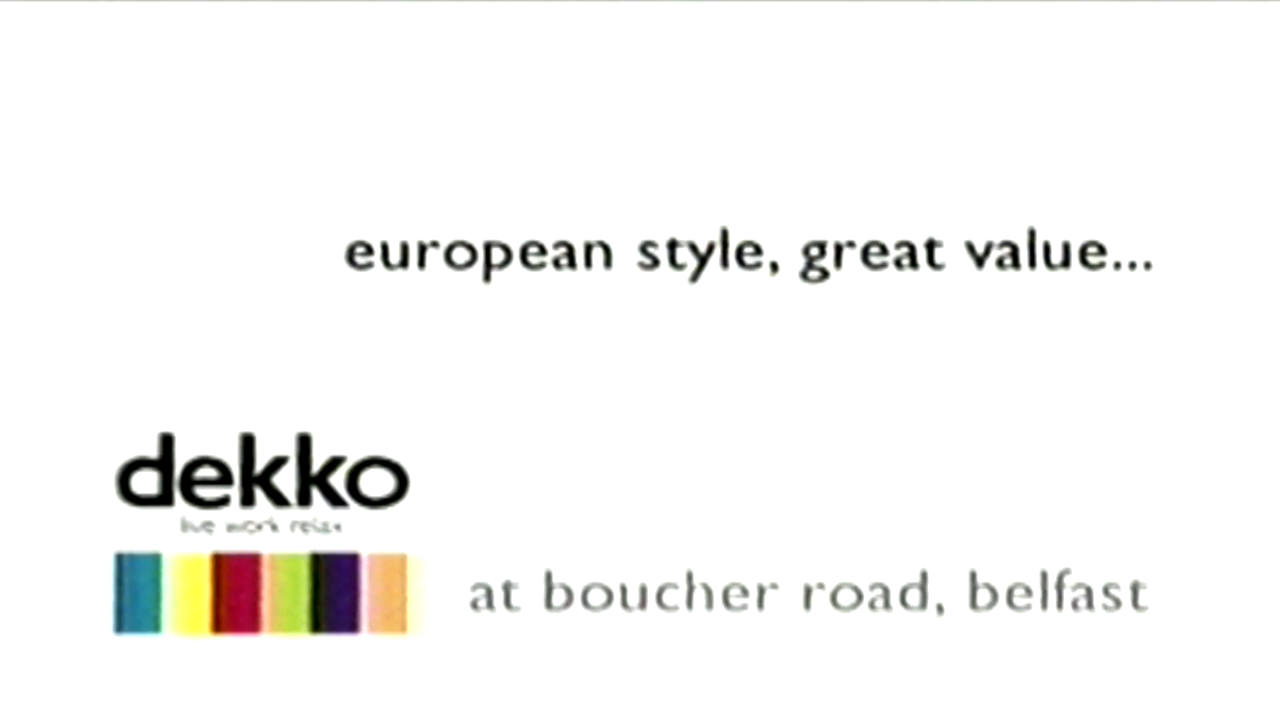 european style, great value...
dekko
live work relax
at boucher road, belfast